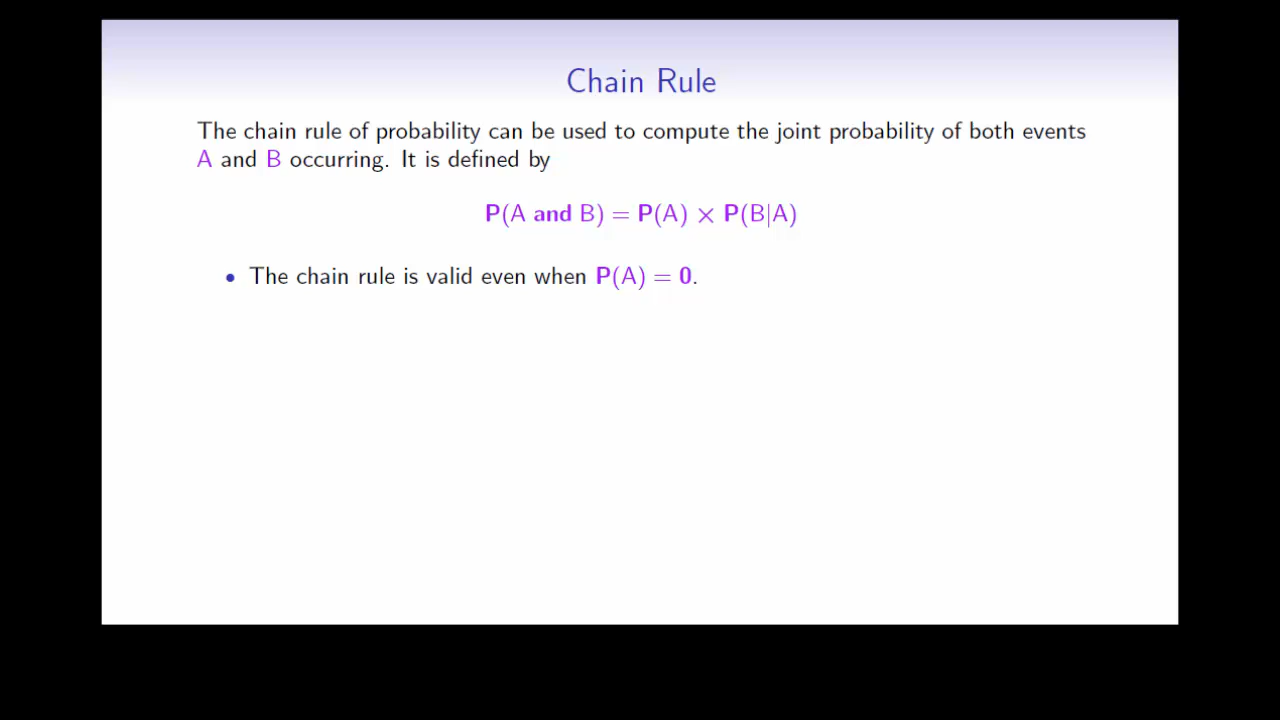 Chain Rule
The chain rule of probability can be used to compute the joint probability of both events
A and B occurring. It is defined by
P(A and B) = P(A) × P(B|A)
• The chain rule is valid even when P(A) = 0.